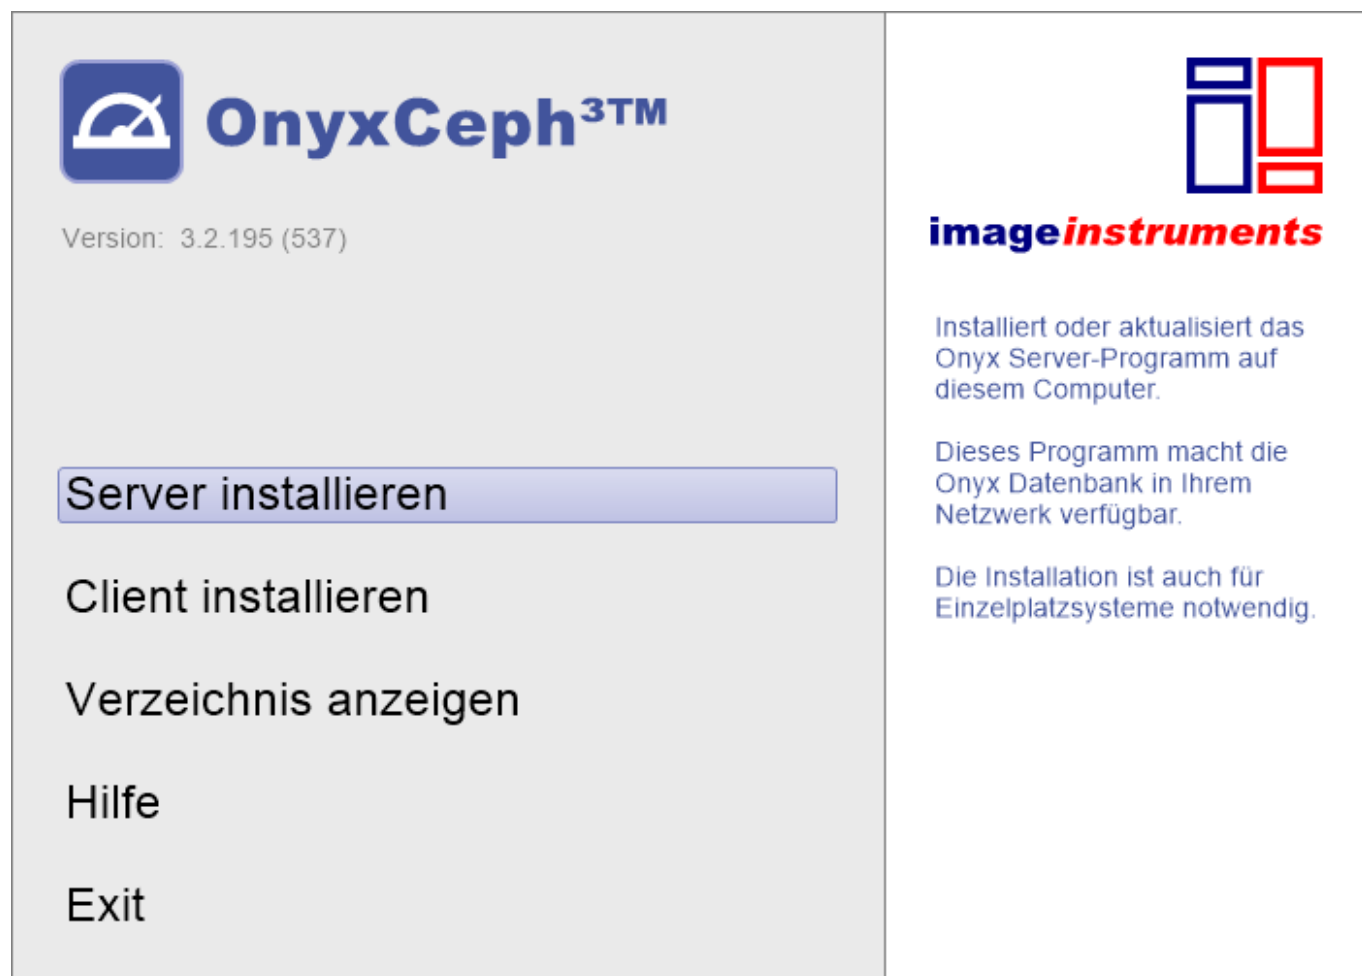 OnyxCeph³™
Version: 3.2.195 (537)
Server installieren
Client installieren
Verzeichnis anzeigen
Hilfe
Exit
imageinstruments
Installiert oder aktualisiert das
Onyx Server-Programm auf
diesem Computer.
Dieses Programm macht die
Onyx Datenbank in Ihrem
Netzwerk verfügbar.
Die Installation ist auch für
Einzelplatzsysteme notwendig.